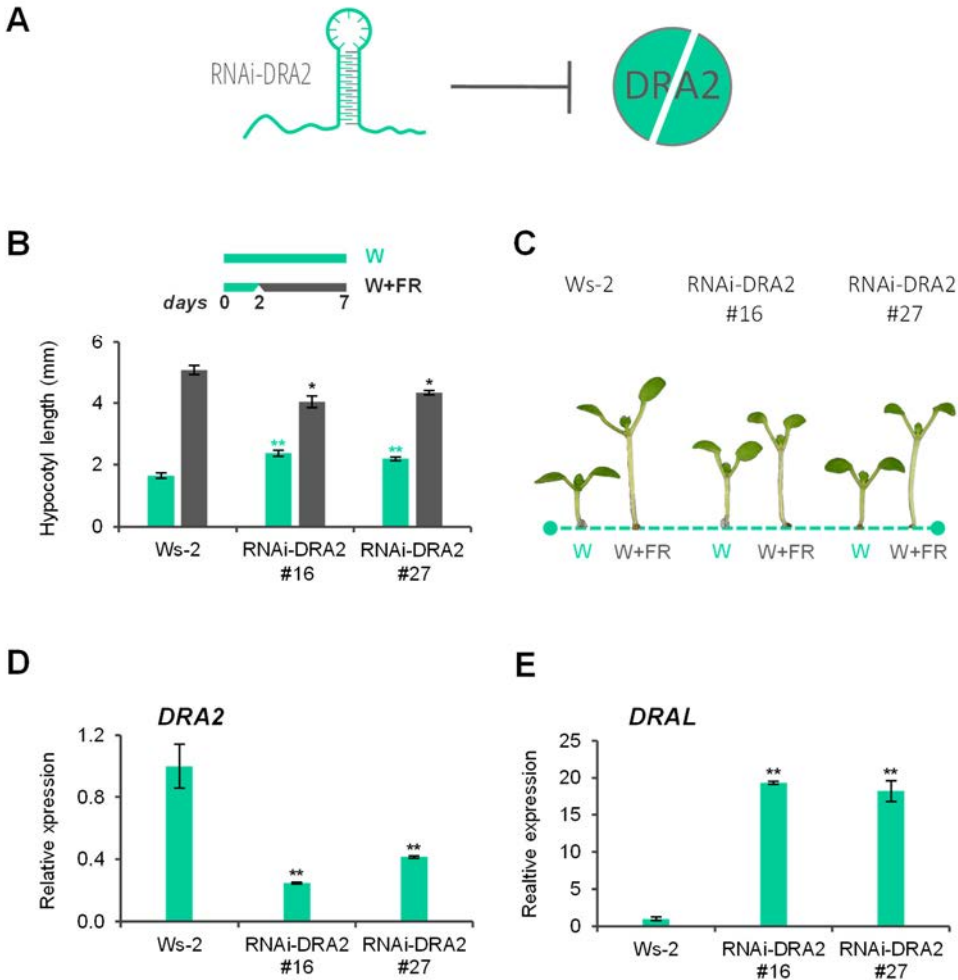 A
RNAi-DRA2
DRA2
B
W
W+FR
days 0 2 7
Hypocotyl length (mm)
6
4
2
0
**
*
**
*
Ws-2
RNAi-DRA2
#16
RNAi-DRA2
#27
C
Ws-2
RNAi-DRA2
#16
RNAi-DRA2
#27
W W+FR W W+FR W W+FR
D
DRA2
Relative xpression
1.2
0.8
0.4
0.0
**
**
Ws-2
RNAi-DRA2
#16
RNAi-DRA2
#27
E
DRAL
Realtive expression
25
20
15
10
5
0
**
**
Ws-2
RNAi-DRA2
#16
RNAi-DRA2
#27